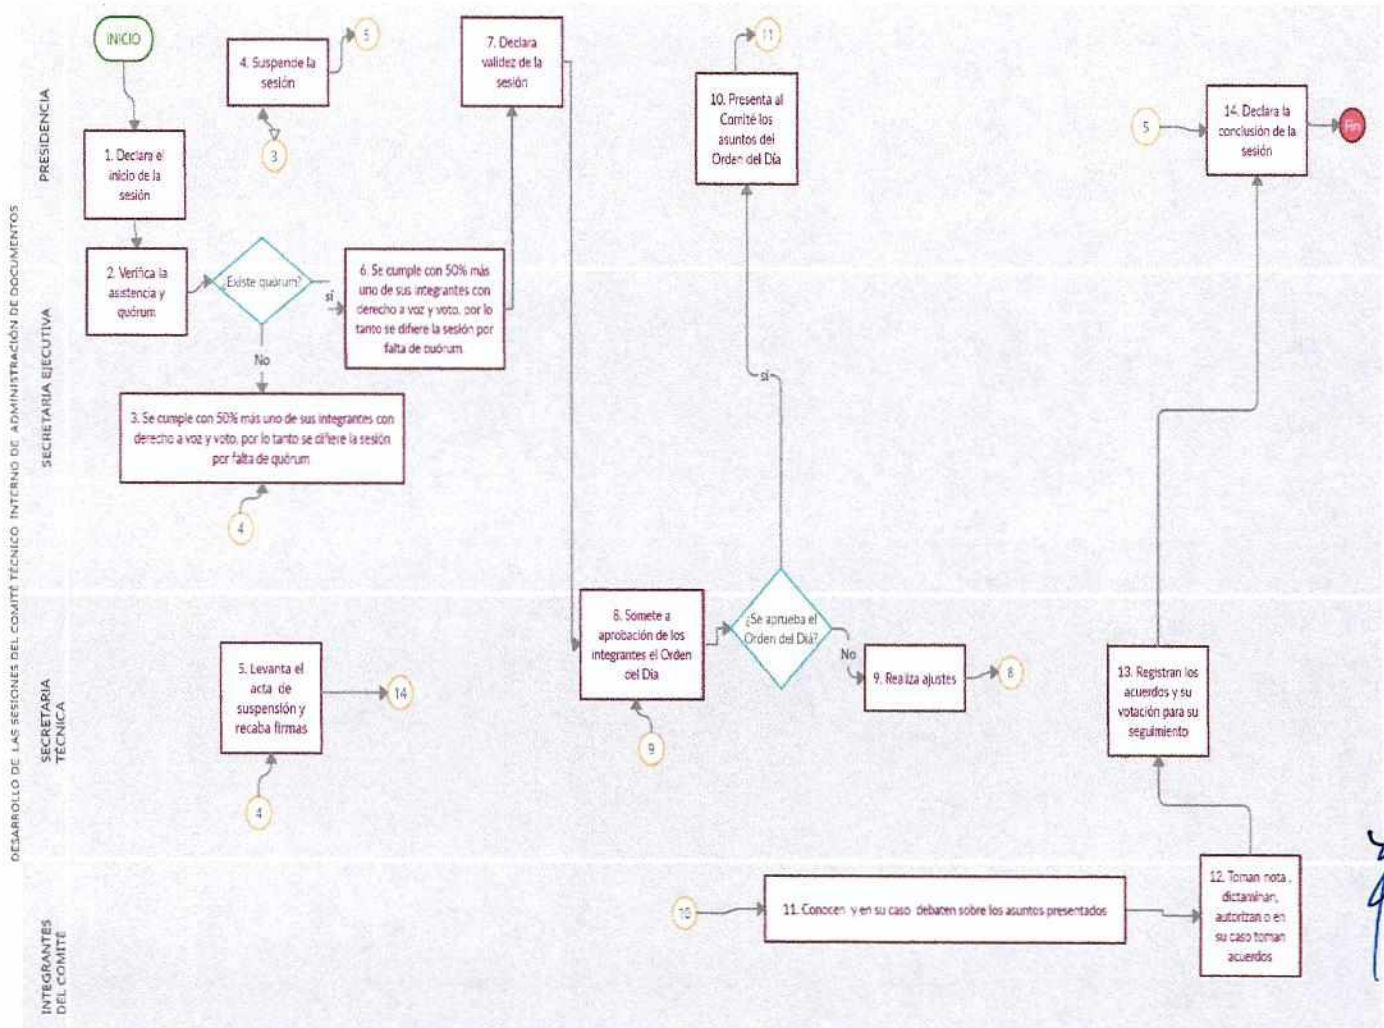 DESARROLLO DE LAS SESIONES DEL COMITÉ TÉCNICO INTERNO DE ADMINISTRACIÓN DE DOCUMENTOS
PRESIDENCIA
INICIO
1. Declara el
inicio de la
sesión
4. Suspende la
sesión
5
3
7. Declara
validez de la
sesión
11
10. Presenta al
Comité los
asuntos del
Orden del Día
5
14. Declara la
conclusión de la
sesión
Fin
SECRETARIA EJECUTIVA
2. Verifica la
asistencia y
quórum
¿Existe quórum?
sí
No
6. Se cumple con 50% más
uno de sus integrantes con
derecho a voz y voto, por lo
tanto se difiere la sesión por
falta de quórum
3. Se cumple con 50% más uno de sus integrantes con
derecho a voz y voto, por lo tanto se difiere la sesión
por falta de quórum
4
sí
SECRETARIA
TÉCNICA
5. Levanta el
acta de
suspensión y
recaba firmas
14
4
8. Somete a
aprobación de los
integrantes el Orden
del Día
9
¿Se aprueba el
Orden del Diá?
No
9. Realiza ajustes
8
13. Registran los
acuerdos y su
votación para su
seguimiento
INTEGRANTES
DEL COMITÉ
10
11. Conocen y en su caso debaten sobre los asuntos presentados
12. Toman nota ,
dictaminan,
autorizan o en
su caso toman
acuerdos